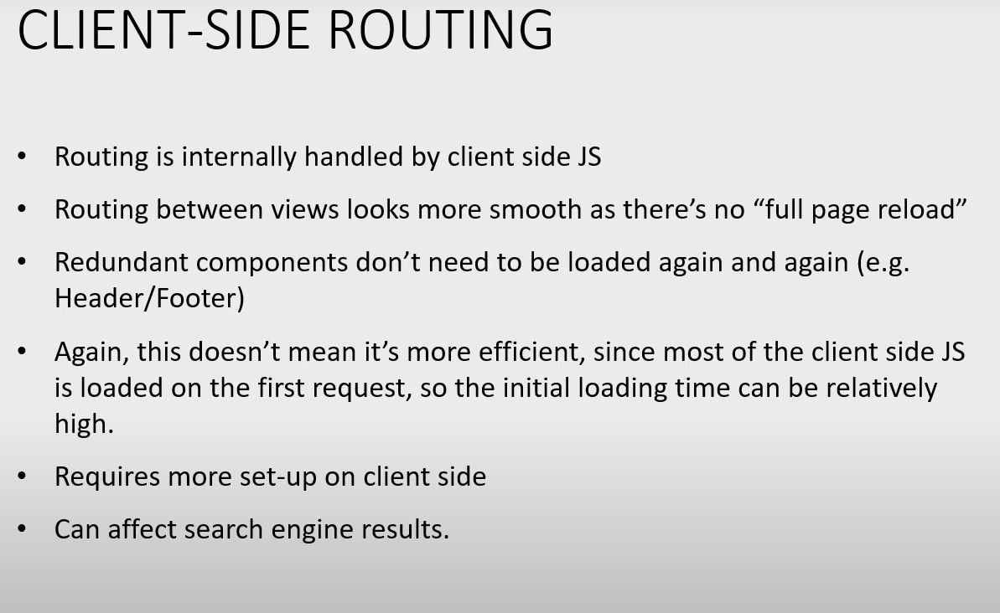 CLIENT-SIDE ROUTING
• Routing is internally handled by client side JS
• Routing between views looks more smooth as there’s no “full page reload”
• Redundant components don’t need to be loaded again and again (e.g.
Header/Footer)
• Again, this doesn’t mean it’s more efficient, since most of the client side JS
is loaded on the first request, so the initial loading time can be relatively
high.
• Requires more set-up on client side
• Can affect search engine results.